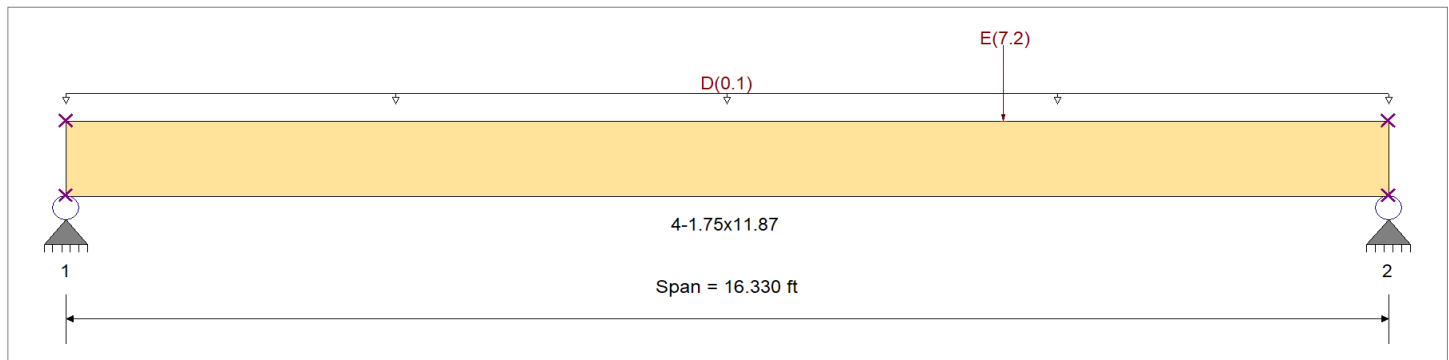 E(7.2)
D(0.1)
4-1.75x11.87
1
2
Span = 16.330 ft